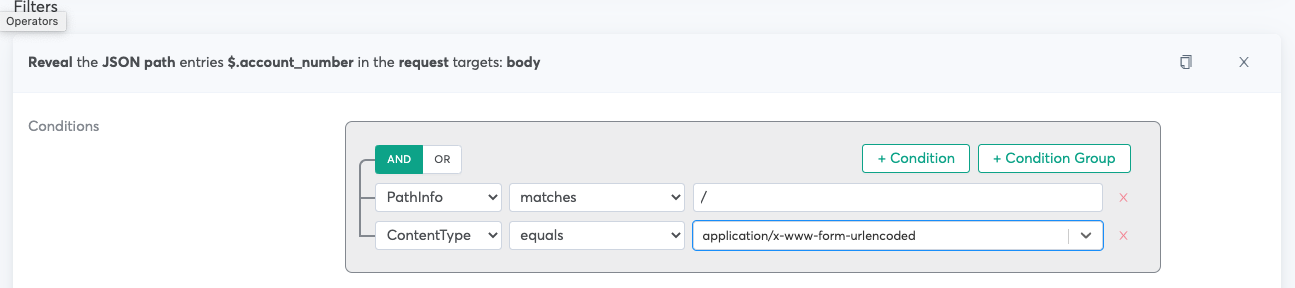 Filters
Operators
Reveal the JSON path entries $.account_number in the request targets: body
X
Conditions
AND OR + Condition + Condition Group
PathInfo matches / ×
ContentType equals application/x-www-form-urlencoded ×